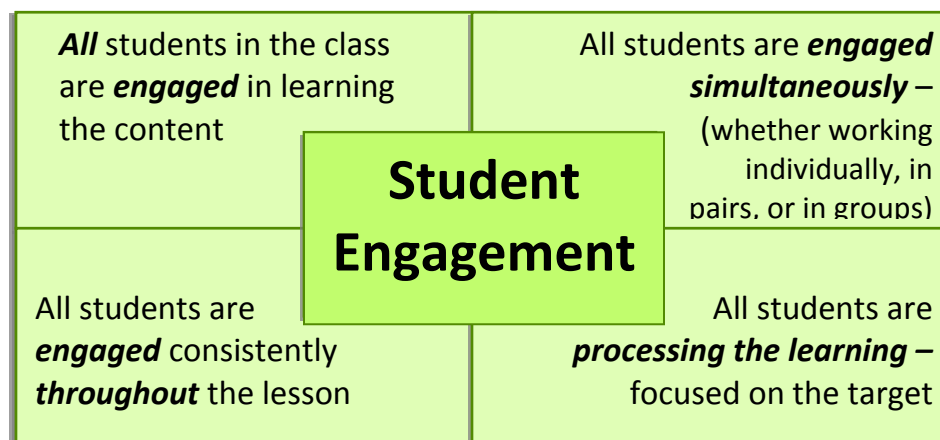 All students in the class
are engaged in learning
the content
All students are engaged
simultaneously –
(whether working
individually, in
pairs, or in groups)
Student
Engagement
All students are
engaged consistently
throughout the lesson
All students are
processing the learning –
focused on the target